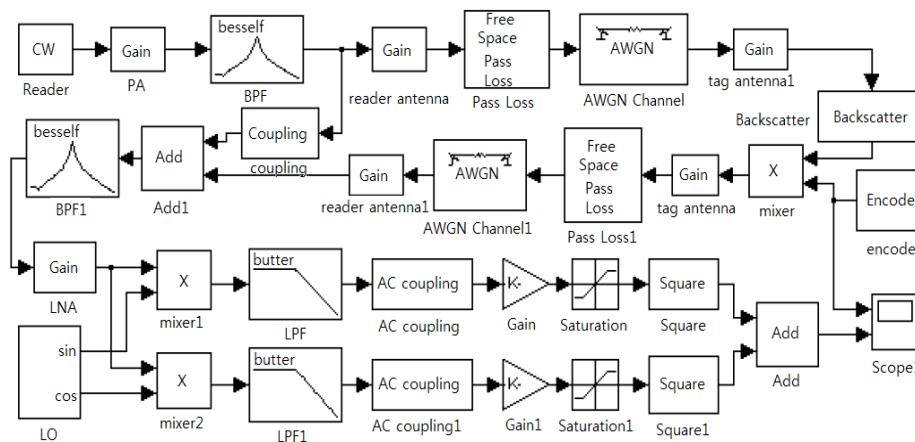 CW
Reader
Gain
PA
besself
BPF
Gain
reader antenna
Free
Space
Pass
Loss
Pass Loss
AWGN
AWGN Channel
Gain
tag antenna1
Backscatter
Backscatter
besself
BPF1
Add
Add1
Coupling
coupling
Gain
reader antenna1
AWGN
AWGN Channel1
Free
Space
Pass
Loss
Pass Loss1
Gain
tag antenna
X
mixer
Encode
encode
Gain
LNA
X
mixer1
butter
LPF
AC coupling
AC coupling
K-
Gain
Saturation
Square
Square
Add
Add
Scope1
sin
cos
LO
X
mixer2
butter
LPF1
AC coupling
AC coupling1
K-
Gain1
Saturation1
Square
Square1